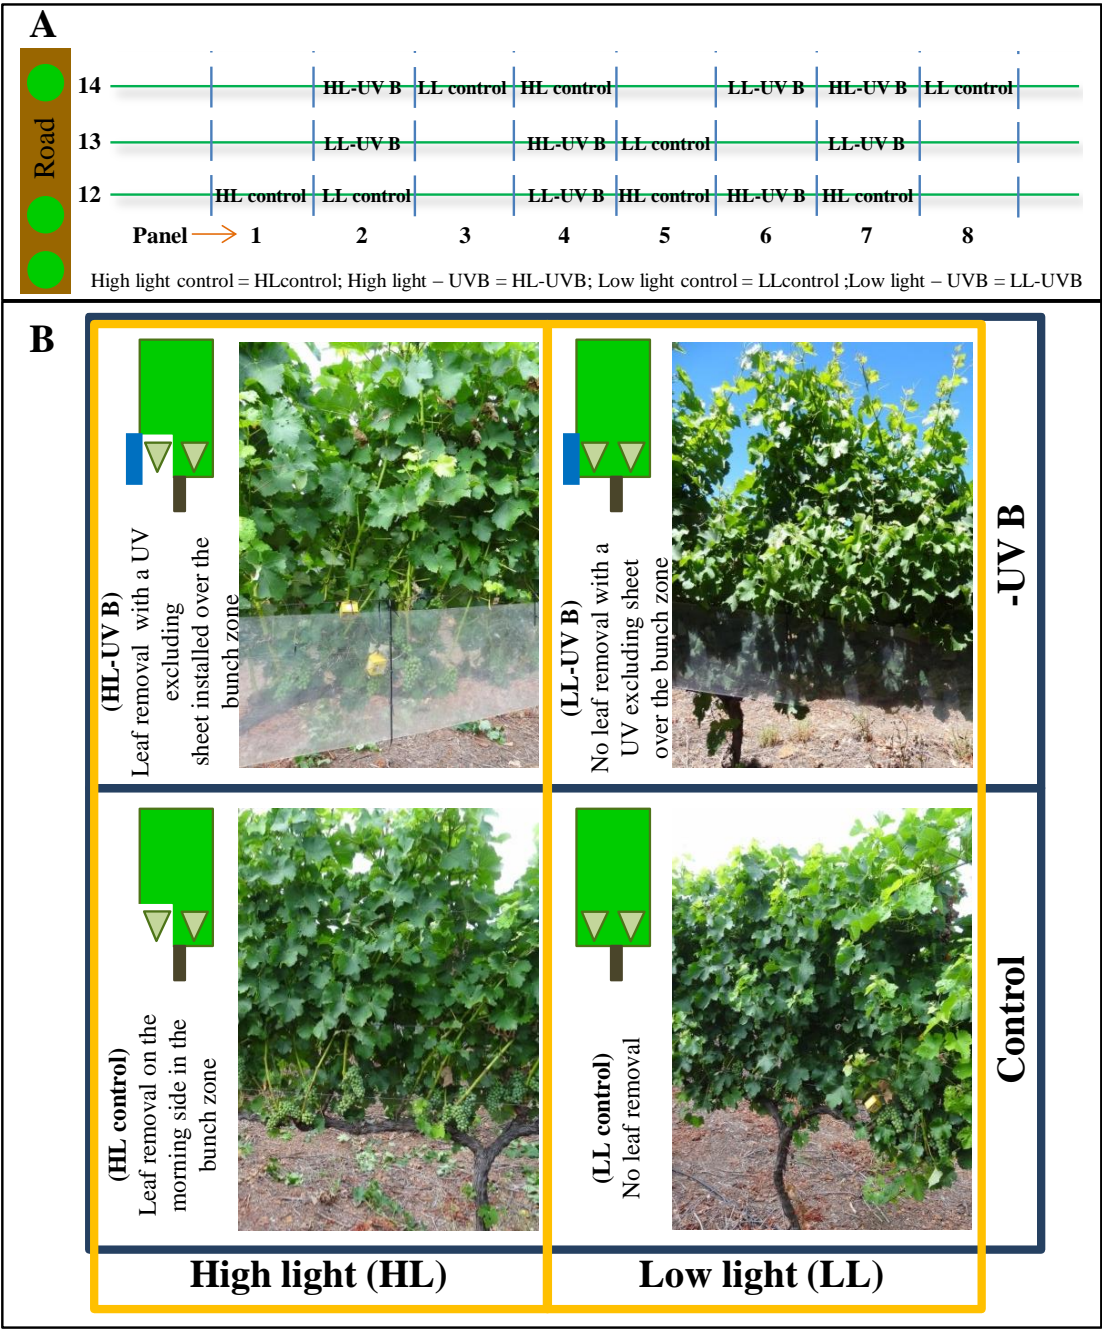 A
Road
14
HL-UV B
LL control
HL control
LL-UV B
HL-UV B
LL control
13
LL-UV B
HL-UV B
LL control
LL-UV B
12
HL control
LL control
LL-UV B
HL control
HL-UV B
HL control
Panel
1
2
3
4
5
6
7
8
High light control = HLcontrol; High light – UVB = HL-UVB; Low light control = LLcontrol ;Low light – UVB = LL-UVB
B
(HL-UV B)
Leaf removal with a UV
excluding
sheet installed over the
bunch zone
(LL-UV B)
No leaf removal with a
UV excluding sheet
over the bunch zone
-UV B
(HL control)
Leaf removal on the
morning side in the
bunch zone
(LL control)
No leaf removal
Control
High light (HL)
Low light (LL)